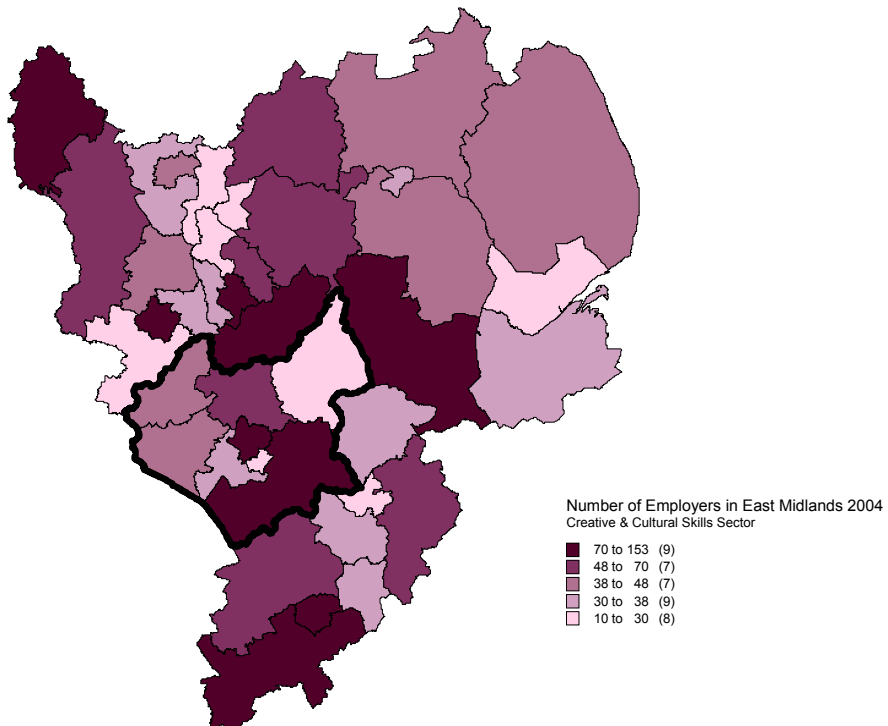 Number of Employers in East Midlands 2004
Creative & Cultural Skills Sector
70 to 153 (9)
48 to 70 (7)
38 to 48 (7)
30 to 38 (9)
10 to 30 (8)